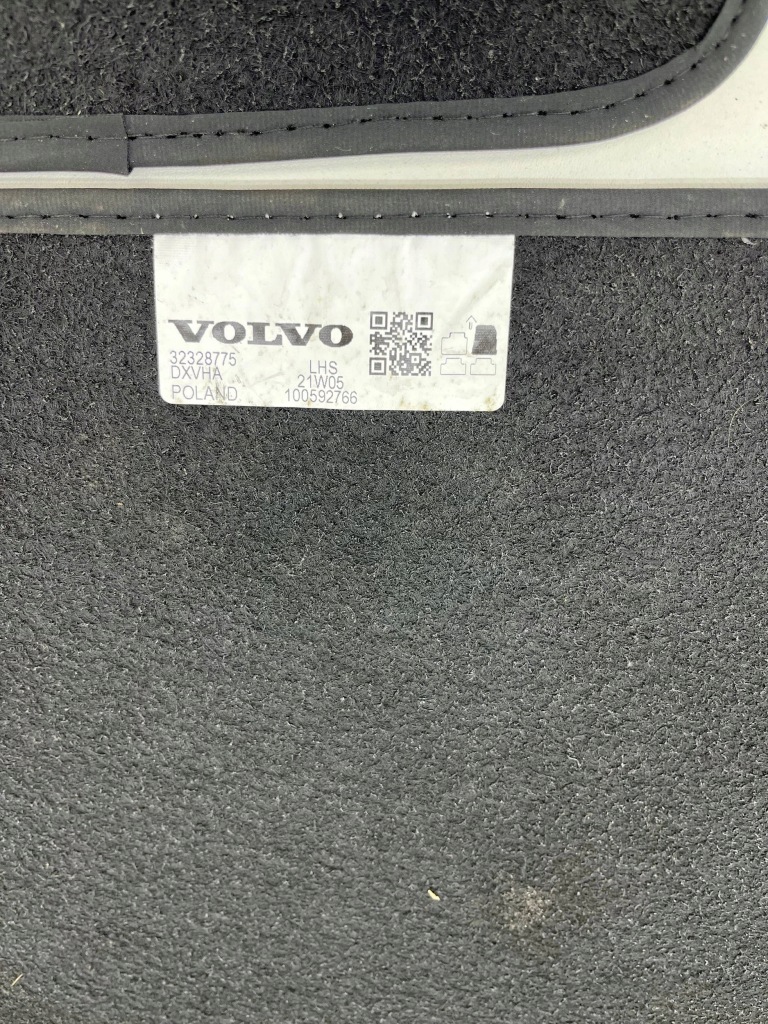 VOLVO
32328775 LHS
DXVHA 21W05
POLAND 100592766